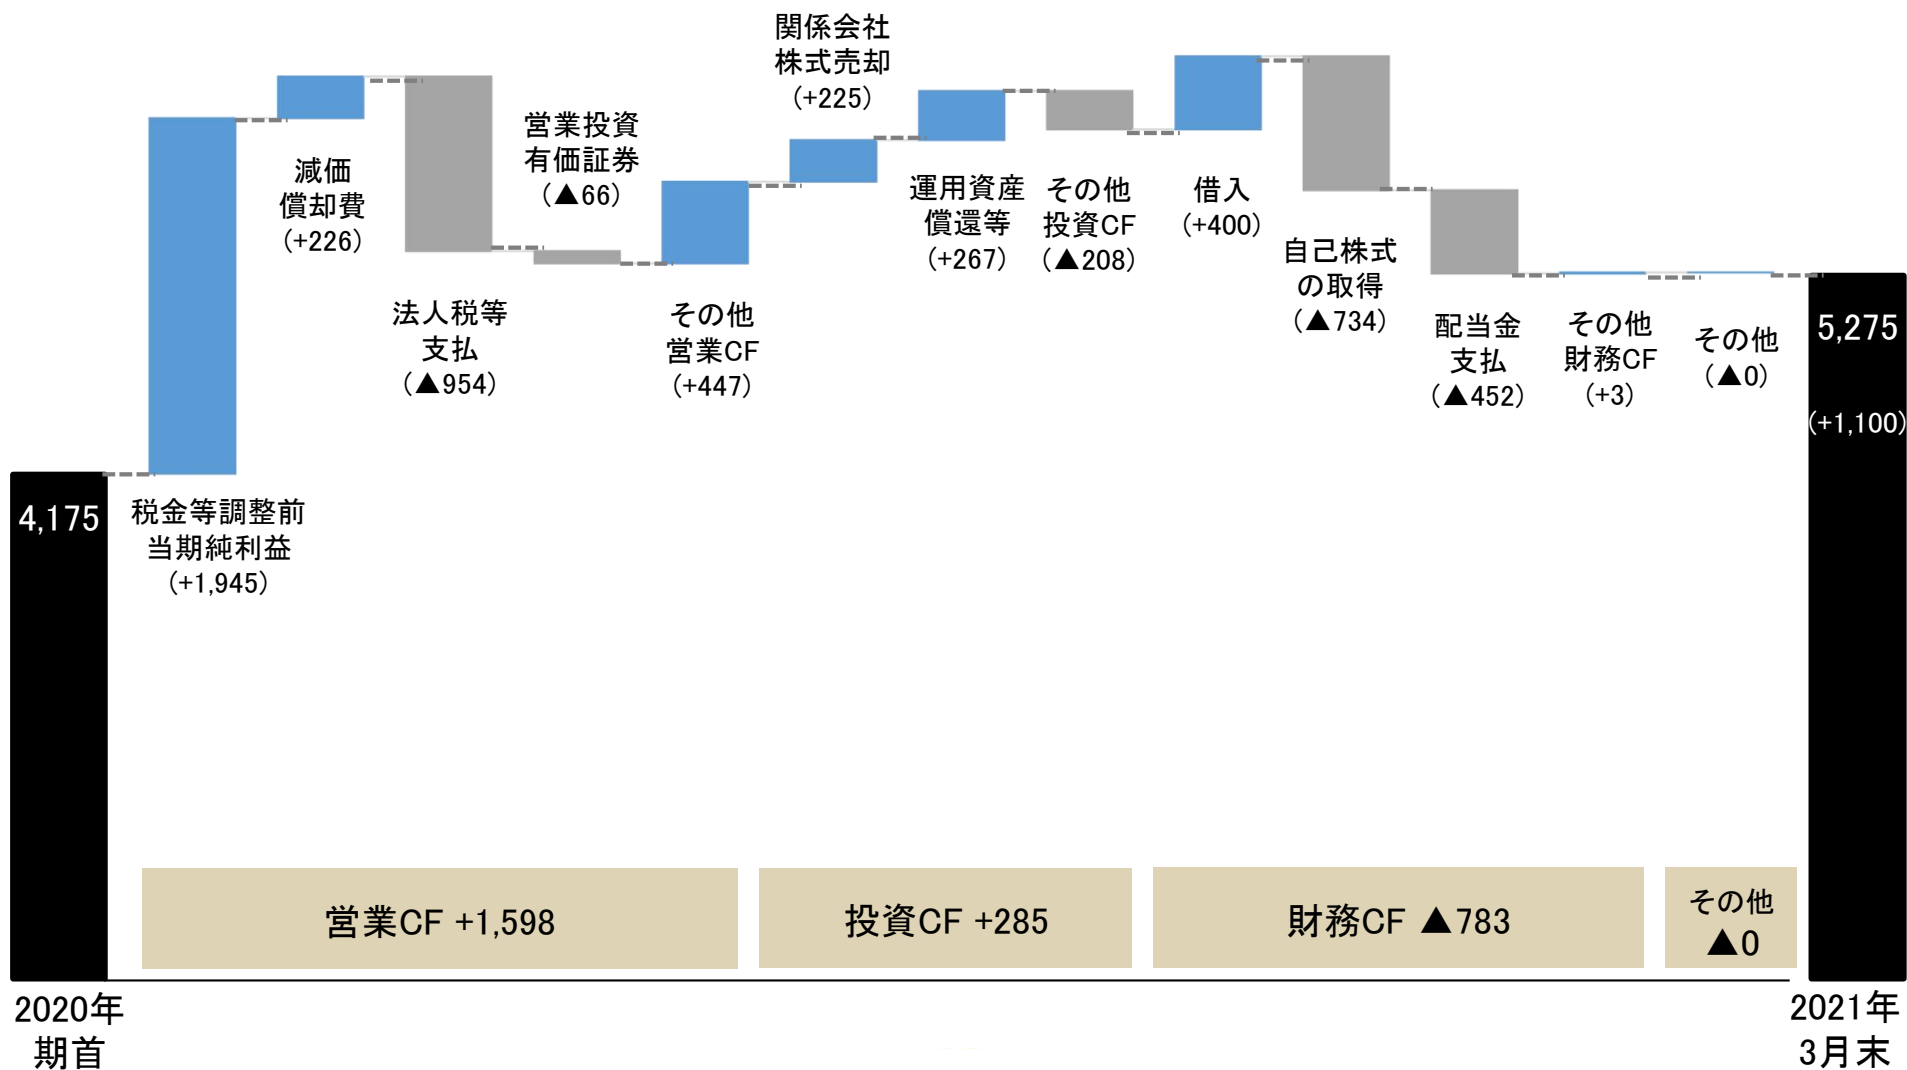 4,175
税金等調整前
当期純利益
(+1,945)
減価
償却費
(+226)
法人税等
支払
(▲954)
営業投資
有価証券
(▲66)
その他
営業CF
(+447)
関係会社
株式売却
(+225)
運用資産
償還等
(+267)
その他
投資CF
(▲208)
借入
(+400)
自己株式
の取得
(▲734)
配当金
支払
(▲452)
その他
財務CF
(+3)
その他
(▲0)
5,275
(+1,100)
営業CF +1,598
投資CF +285
財務CF ▲783
その他
▲0
2020年
期首
2021年
3月末